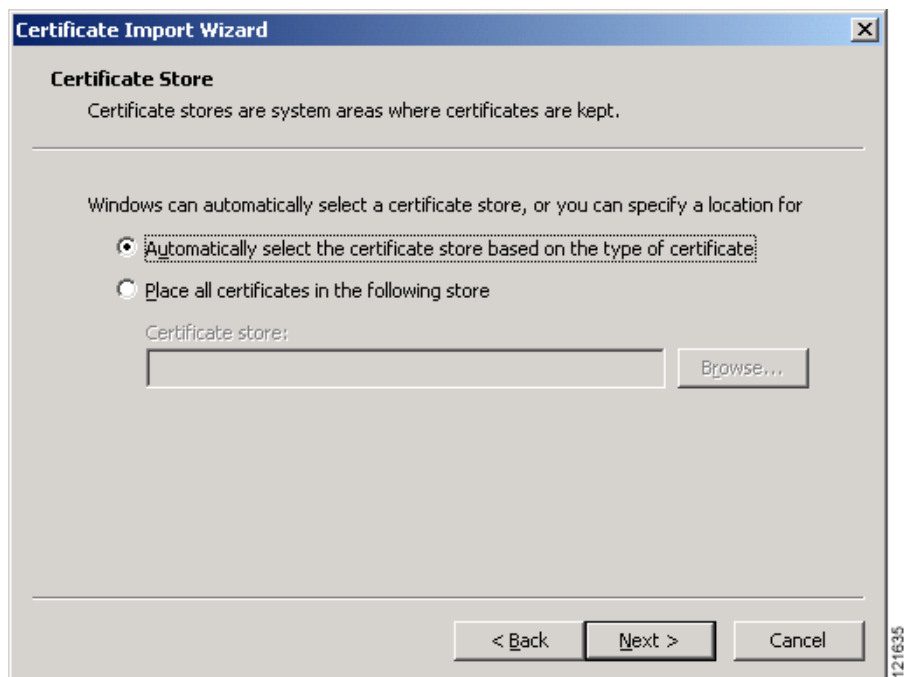 Certificate Import Wizard
Certificate Store
Certificate stores are system areas where certificates are kept.
Windows can automatically select a certificate store, or you can specify a location for
Automatically select the certificate store based on the type of certificate
Place all certificates in the following store
Certificate store:
Browse...
< Back
Next >
Cancel
121635